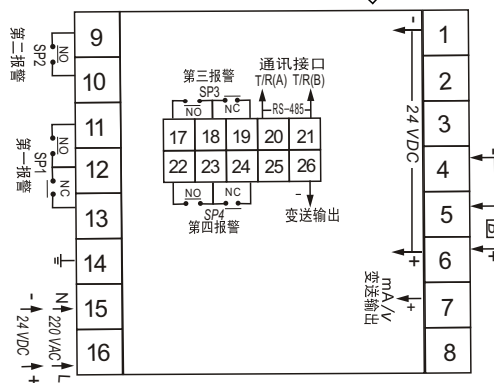 9
10
11
12
13
14
15
16
第二报警
SP2
NO
第一报警
SP1
NO
NC
N
L
220 VAC
24 VDC
-
+
第三报警
SP3
NO
NC
通讯接口
T/R(A) T/R(B)
RS-485
17 18 19 20 21
22 23 24 25 26
NO
NC
SP4
第四报警
-
变送输出
-
24 VDC
+
mA/v
变送输出
+
1
2
3
4
5
6
7
8
-
+